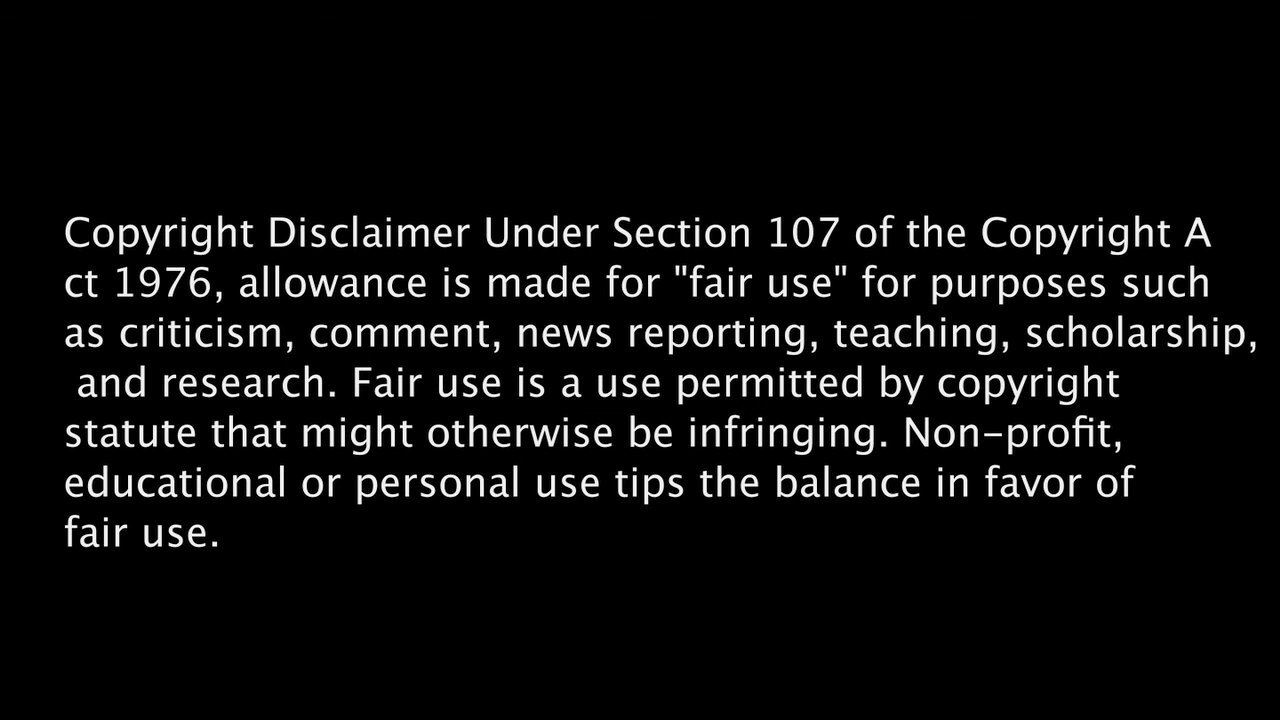 Copyright Disclaimer Under Section 107 of the Copyright A
ct 1976, allowance is made for "fair use" for purposes such
as criticism, comment, news reporting, teaching, scholarship,
and research. Fair use is a use permitted by copyright
statute that might otherwise be infringing. Non–profit,
educational or personal use tips the balance in favor of
fair use.